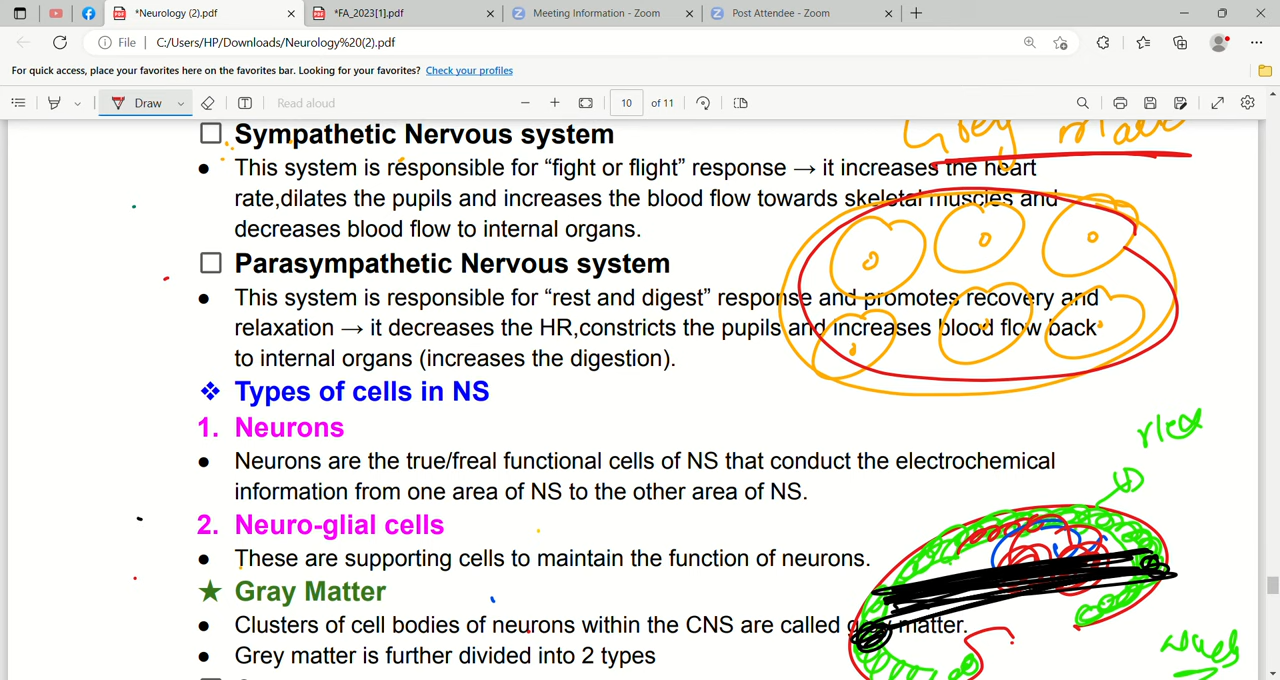 *Neurology (2).pdf
*FA_2023[1].pdf
Meeting Information - Zoom
Post Attendee - Zoom
File
C:/Users/HP/Downloads/Neurology%20(2).pdf
For quick access, place your favorites here on the favorites bar. Looking for your favorites? Check your profiles
Draw
Read aloud
10 of 11
Grey
Sympathetic Nervous system
This system is responsible for “fight or flight” response → it increases the heart
rate,dilates the pupils and increases the blood flow towards skeletal muscles and
decreases blood flow to internal organs.
Parasympathetic Nervous system
This system is responsible for “rest and digest” response and promotes recovery and
relaxation → it decreases the HR,constricts the pupils and increases blood flow back
to internal organs (increases the digestion).
Types of cells in NS
1. Neurons
Neurons are the true/freal functional cells of NS that conduct the electrochemical
information from one area of NS to the other area of NS.
2. Neuro-glial cells
These are supporting cells to maintain the function of neurons.
Gray Matter
Clusters of cell bodies of neurons within the CNS are called gray matter.
Grey matter is further divided into 2 types